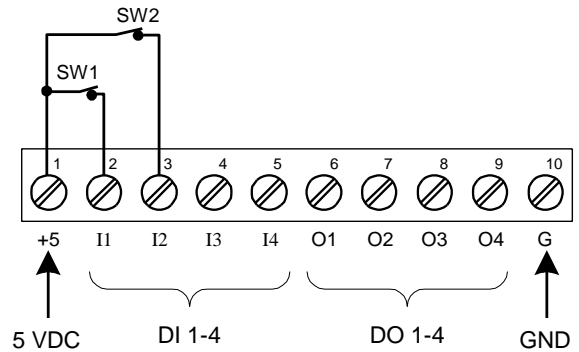 SW2
SW1
1 2 3 4 5 6 7 8 9 10
+5 I1 I2 I3 I4 O1 O2 O3 O4 G
5 VDC DI 1-4 DO 1-4 GND